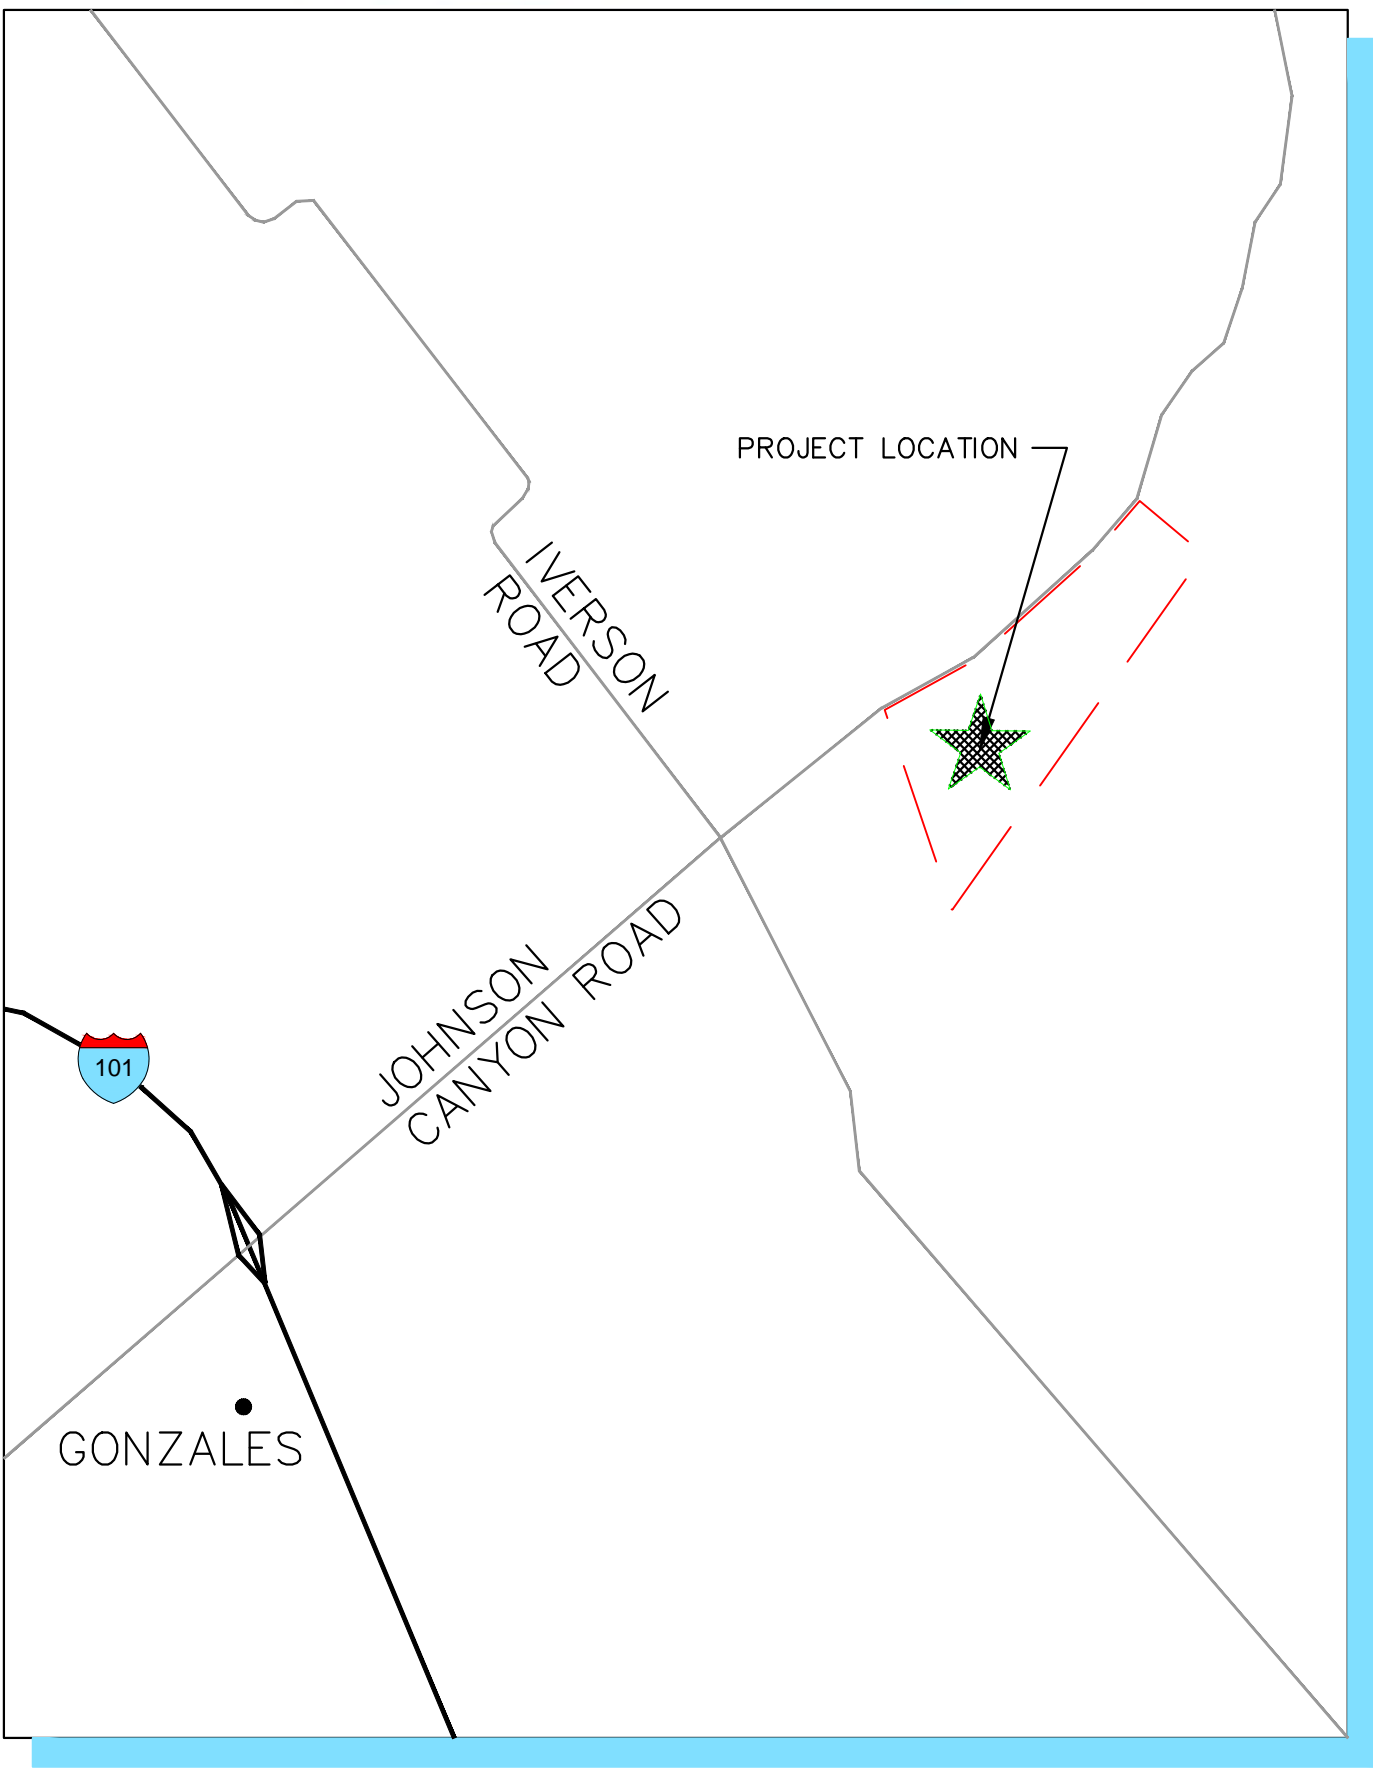 PROJECT LOCATION
IVERSON
ROAD
JOHNSON
CANYON ROAD
101
GONZALES